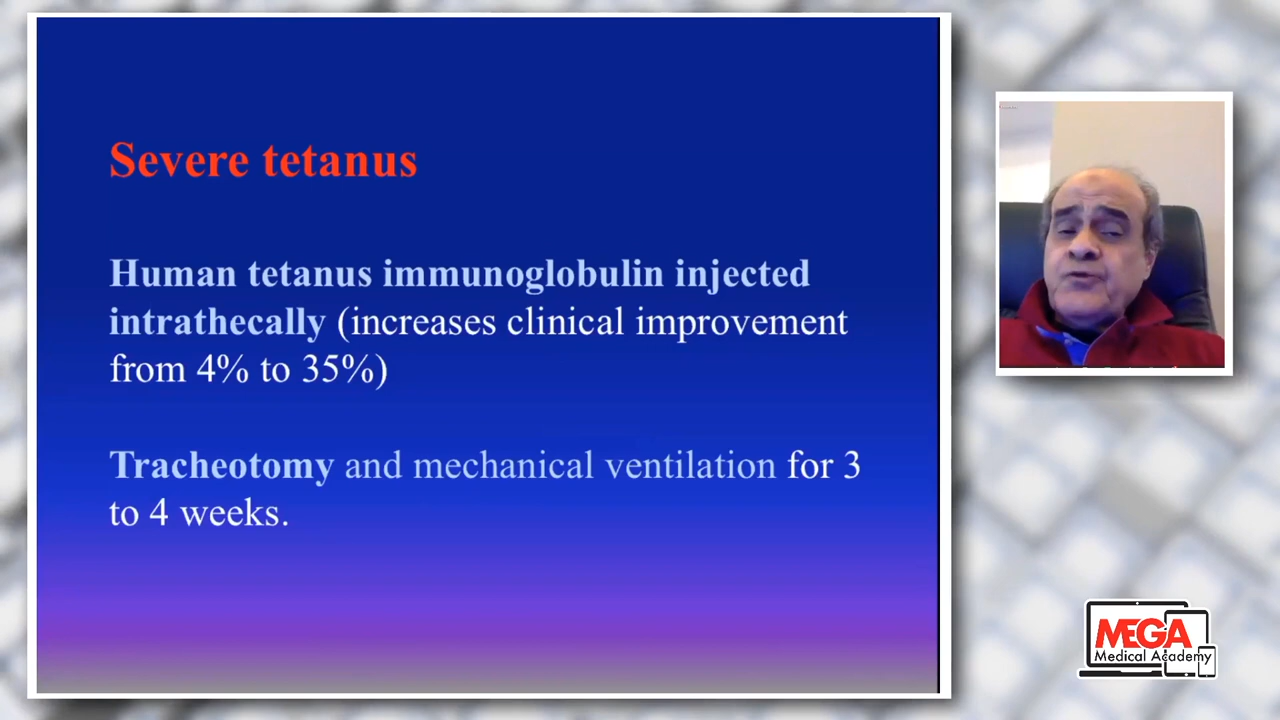 Severe tetanus
Human tetanus immunoglobulin injected
intrathecally (increases clinical improvement
from 4% to 35%)
Tracheotomy and mechanical ventilation for 3
to 4 weeks.
MEGA
Medical Academy